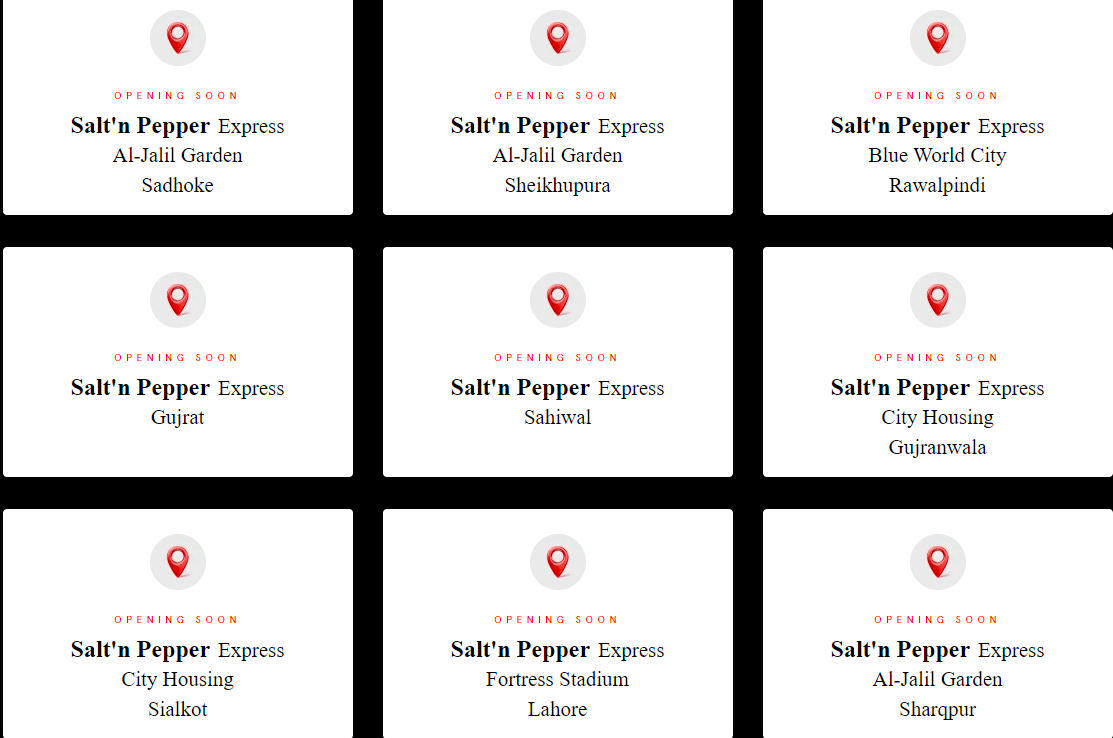 OPENING SOON
Salt'n Pepper Express
Al-Jalil Garden
Sadhoke
OPENING SOON
Salt'n Pepper Express
Al-Jalil Garden
Sheikhupura
OPENING SOON
Salt'n Pepper Express
Blue World City
Rawalpindi
OPENING SOON
Salt'n Pepper Express
Gujrat
OPENING SOON
Salt'n Pepper Express
Sahiwal
OPENING SOON
Salt'n Pepper Express
City Housing
Gujranwala
OPENING SOON
Salt'n Pepper Express
City Housing
Sialkot
OPENING SOON
Salt'n Pepper Express
Fortress Stadium
Lahore
OPENING SOON
Salt'n Pepper Express
Al-Jalil Garden
Sharqpur